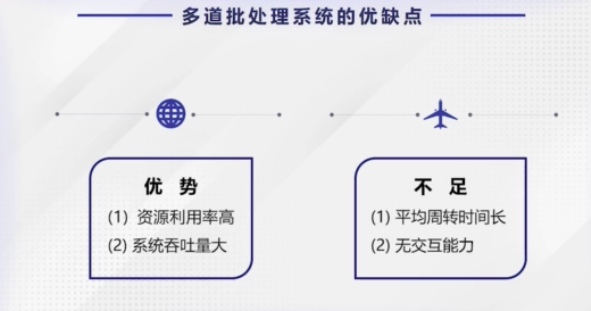 多道批处理系统的优缺点
优 势
(1) 资源利用率高
(2) 系统吞吐量大
不 足
(1) 平均周转时间长
(2) 无交互能力